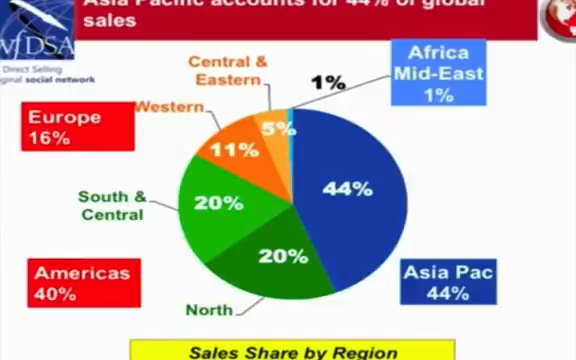 Asia Pacific accounts for 44% of global
sales
wfDSA
Direct Selling
ginal social network
Central &
Eastern
1%
Africa
Mid-East
1%
Western
Europe
16%
5%
11%
44%
South &
Central
20%
20%
Americas
40%
Asia Pac
44%
North
Sales Share by Region